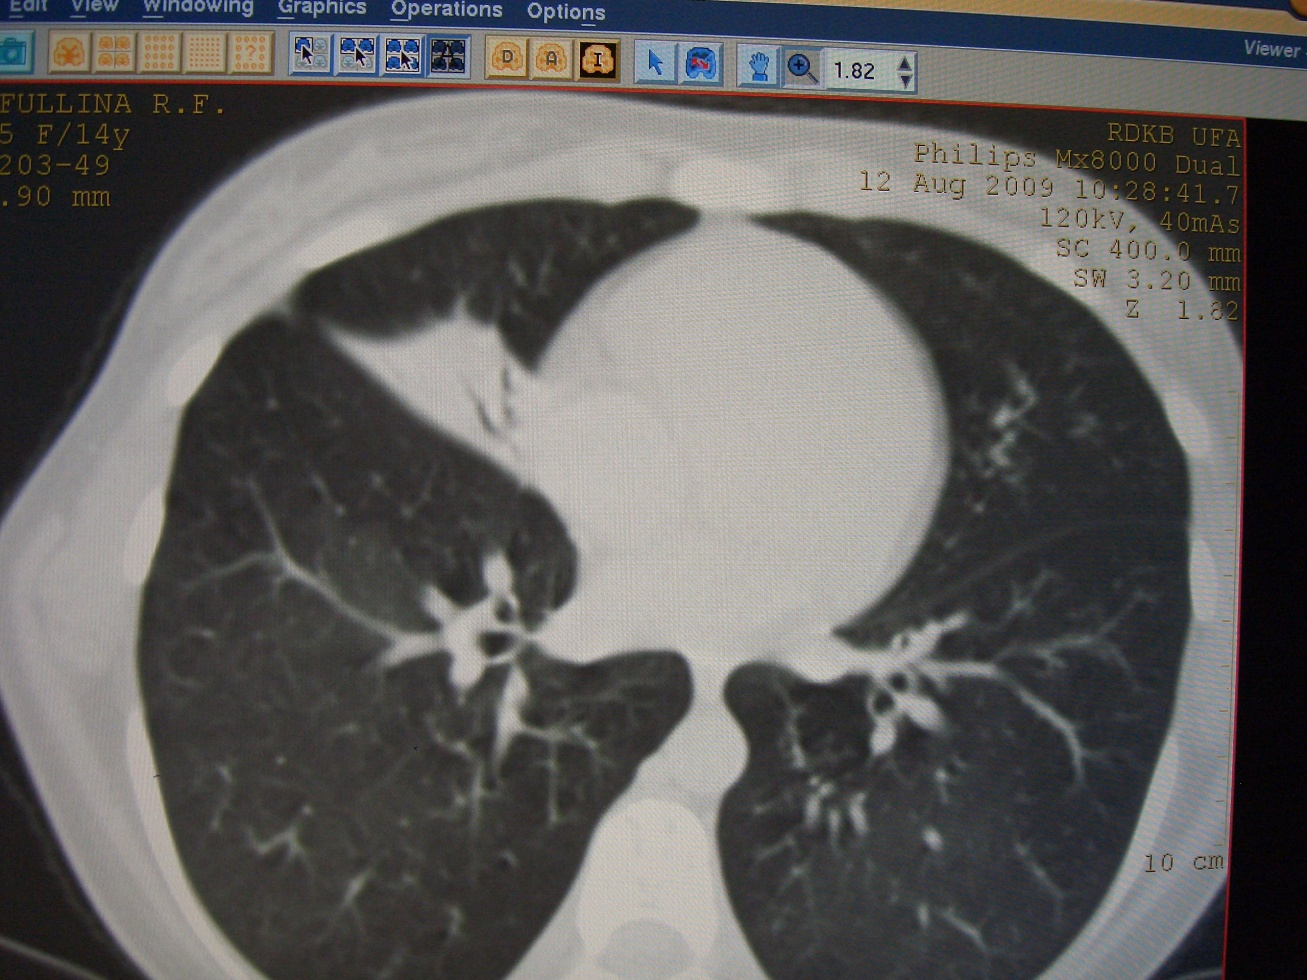 Edit View Windowing Graphics Operations Options
Viewer
? D A I 1.82
FULLINA R.F.
5 F/14y
203-49
.90 mm
RDKB UFA
Philips Mx8000 Dual
12 Aug 2009 10:28:41.7
120kV, 40mAs
SC 400.0 mm
SW 3.20 mm
Z 1.82
10 cm